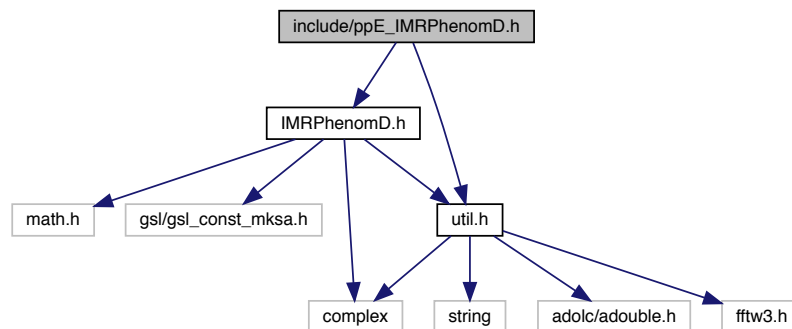 include/ppE_IMRPhenomD.h
IMRPhenomD.h
math.h
gsl/gsl_const_mksa.h
util.h
complex
string
adolc/adouble.h
fftw3.h